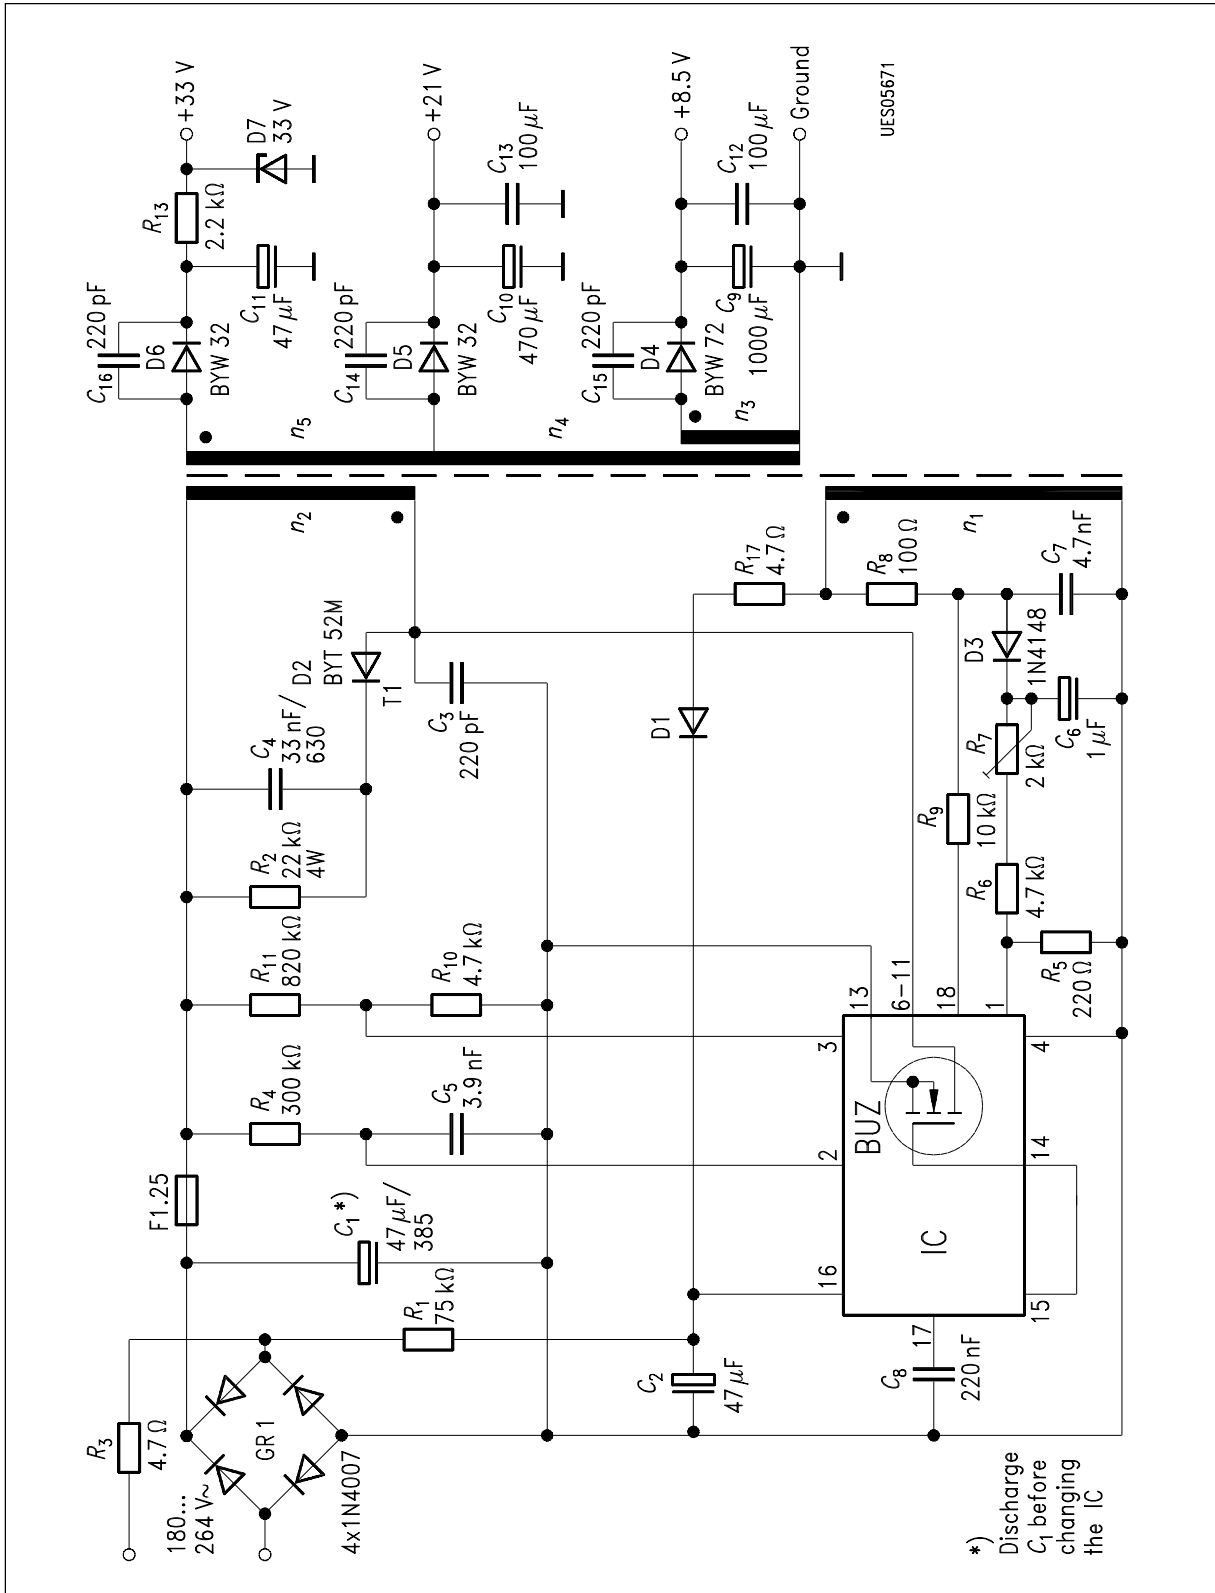 R3
4.7 Ω
180...
264 V~
GR 1
4x1N4007
F1.25
C1*)
47 µF/
385
R1
75 kΩ
R4
300 kΩ
C5
3.9 nF
R11
820 kΩ
R10
4.7 kΩ
R2
22 kΩ
4W
C4
33 nF/
630
D2
BYT 52M
T1
C3
220 pF
n2
C16
220 pF
D6
BYW 32
C11
47 µF
R13
2.2 kΩ
D7
33 V
+33 V
n5
C14
220 pF
D5
BYW 32
C10
470 µF
C13
100 µF
+21 V
n4
C15
220 pF
D4
BYW 72
C9
1000 µF
C12
100 µF
+8.5 V
n3
Ground
UES05671
C2
47 µF
D1
R17
4.7 Ω
R8
100 Ω
n1
C7
4.7 nF
D3
1N4148
R7
2 kΩ
C6
1 µF
R9
10 kΩ
R6
4.7 kΩ
R5
220 Ω
16
2
3
13
6-11
18
1
4
14
15
17
BUZ
IC
C8
220 nF
*)
Discharge
C1 before
changing
the IC